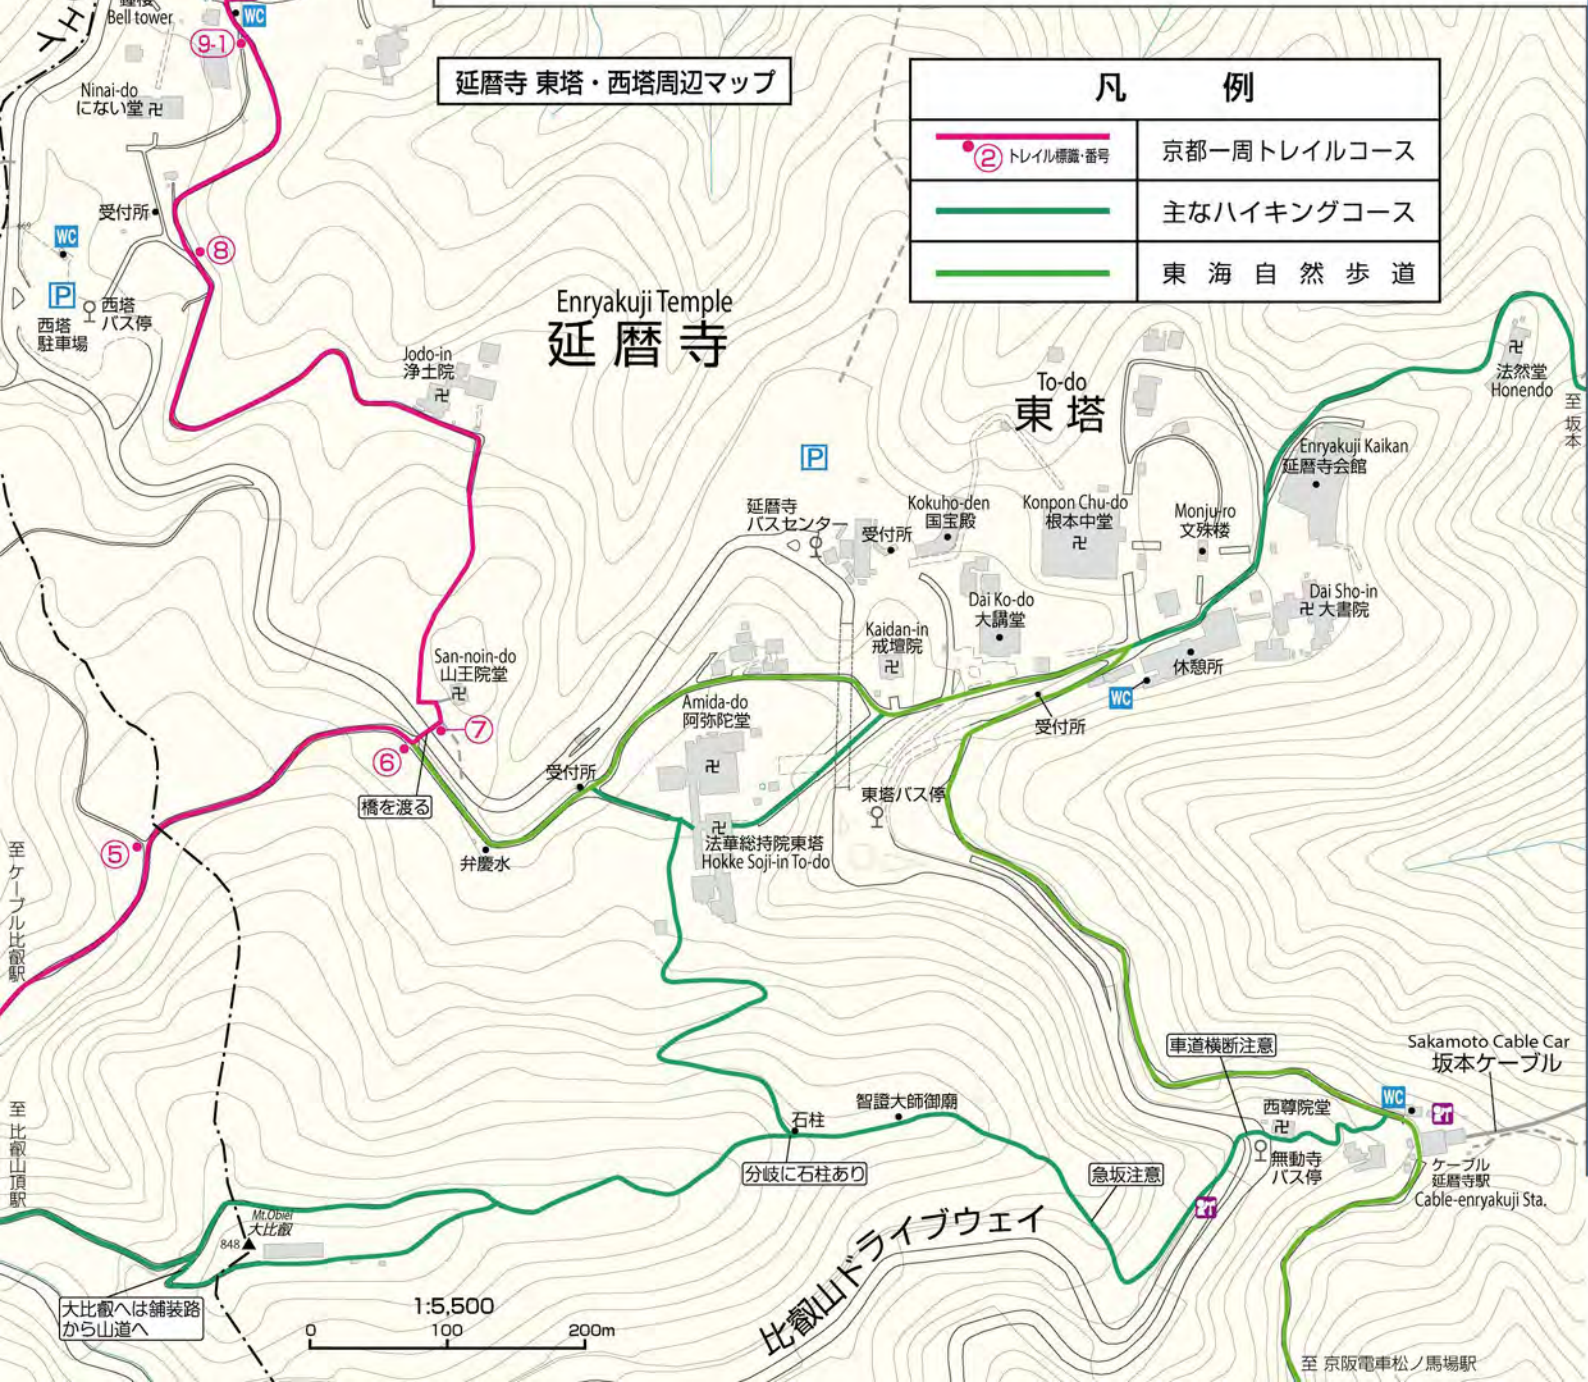 Bell tower
WC
9-1
Ninai-do
にない堂
受付所
8
WC
P
西塔
バス停
西塔
駐車場
延暦寺 東塔・西塔周辺マップ
凡 例
② トレイル標識・番号
京都一周トレイルコース
主なハイキングコース
東海自然歩道
Enryakuji Temple
延暦寺
Jodo-in
浄土院
To-do
東塔
P
法然堂
Honendo
至 坂本
Enryakuji Kaikan
延暦寺会館
延暦寺
バスセンター
受付所
Kokuho-den
国宝殿
Konpon Chu-do
根本中堂
Monju-ro
文殊楼
Dai Ko-do
大講堂
Dai Sho-in
大書院
Kaidan-in
戒壇院
休憩所
WC
受付所
San-noin-do
山王院堂
7
6
橋を渡る
Amida-do
阿弥陀堂
受付所
弁慶水
法華総持院東塔
Hokke Soji-in To-do
東塔バス停
5
至 ケーブル比叡駅
至 比叡山頂駅
車道横断注意
Sakamoto Cable Car
坂本ケーブル
WC
西尊院堂
無動寺
バス停
ケーブル
延暦寺駅
Cable-enryakuji Sta.
智證大師御廟
石柱
分岐に石柱あり
急坂注意
Mt.Obiei
大比叡
848
大比叡へは舗装路
から山道へ
1:5,500
0 100 200m
比叡山ドライブウェイ
至 京阪電車松ノ馬場駅